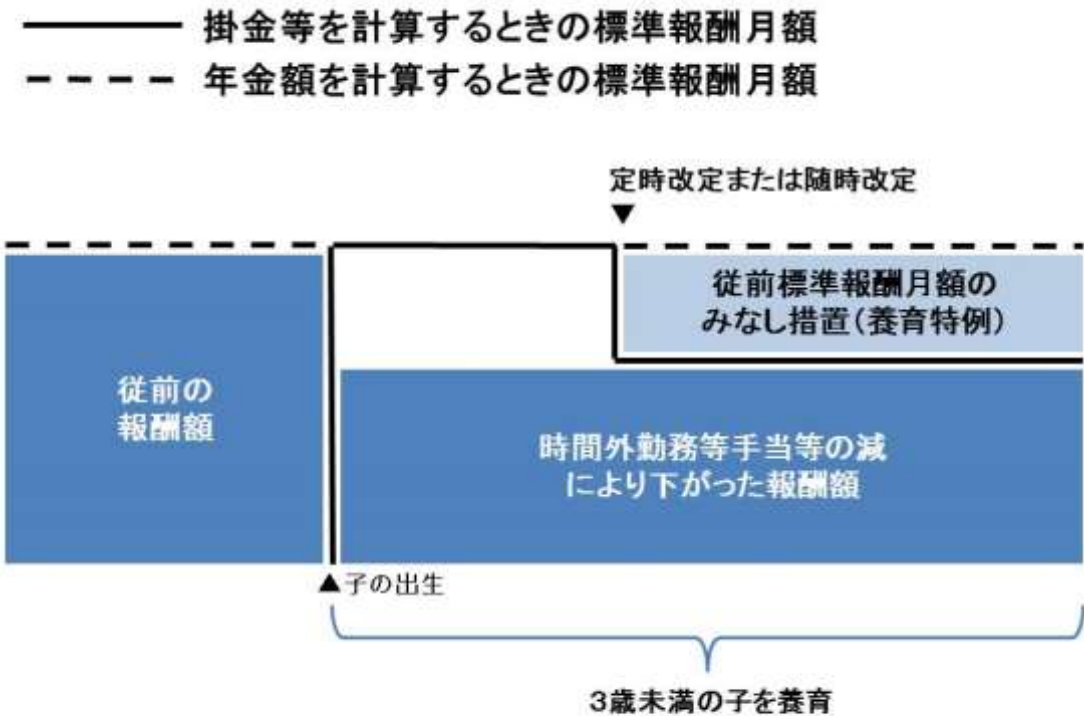 掛金等を計算するときの標準報酬月額
年金額を計算するときの標準報酬月額
定時改定または随時改定
▼
従前標準報酬月額の
みなし措置(養育特例)
従前の
報酬額
時間外勤務等手当等の減
により下がった報酬額
▲子の出生
3歳未満の子を養育